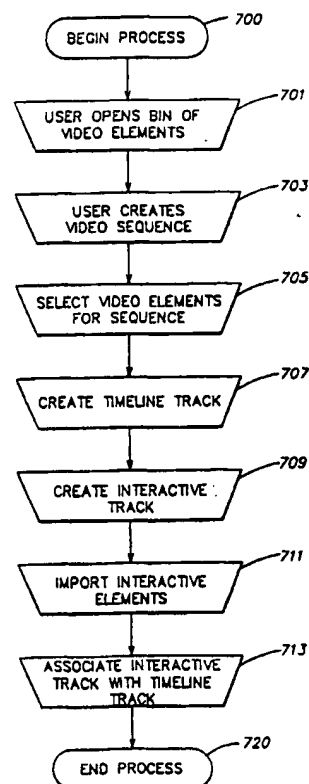 700
BEGIN PROCESS
701
USER OPENS BIN OF
VIDEO ELEMENTS
703
USER CREATES
VIDEO SEQUENCE
705
SELECT VIDEO ELEMENTS
FOR SEQUENCE
707
CREATE TIMELINE TRACK
709
CREATE INTERACTIVE
TRACK
711
IMPORT INTERACTIVE
ELEMENTS
713
ASSOCIATE INTERACTIVE
TRACK WITH TIMELINE
TRACK
720
END PROCESS